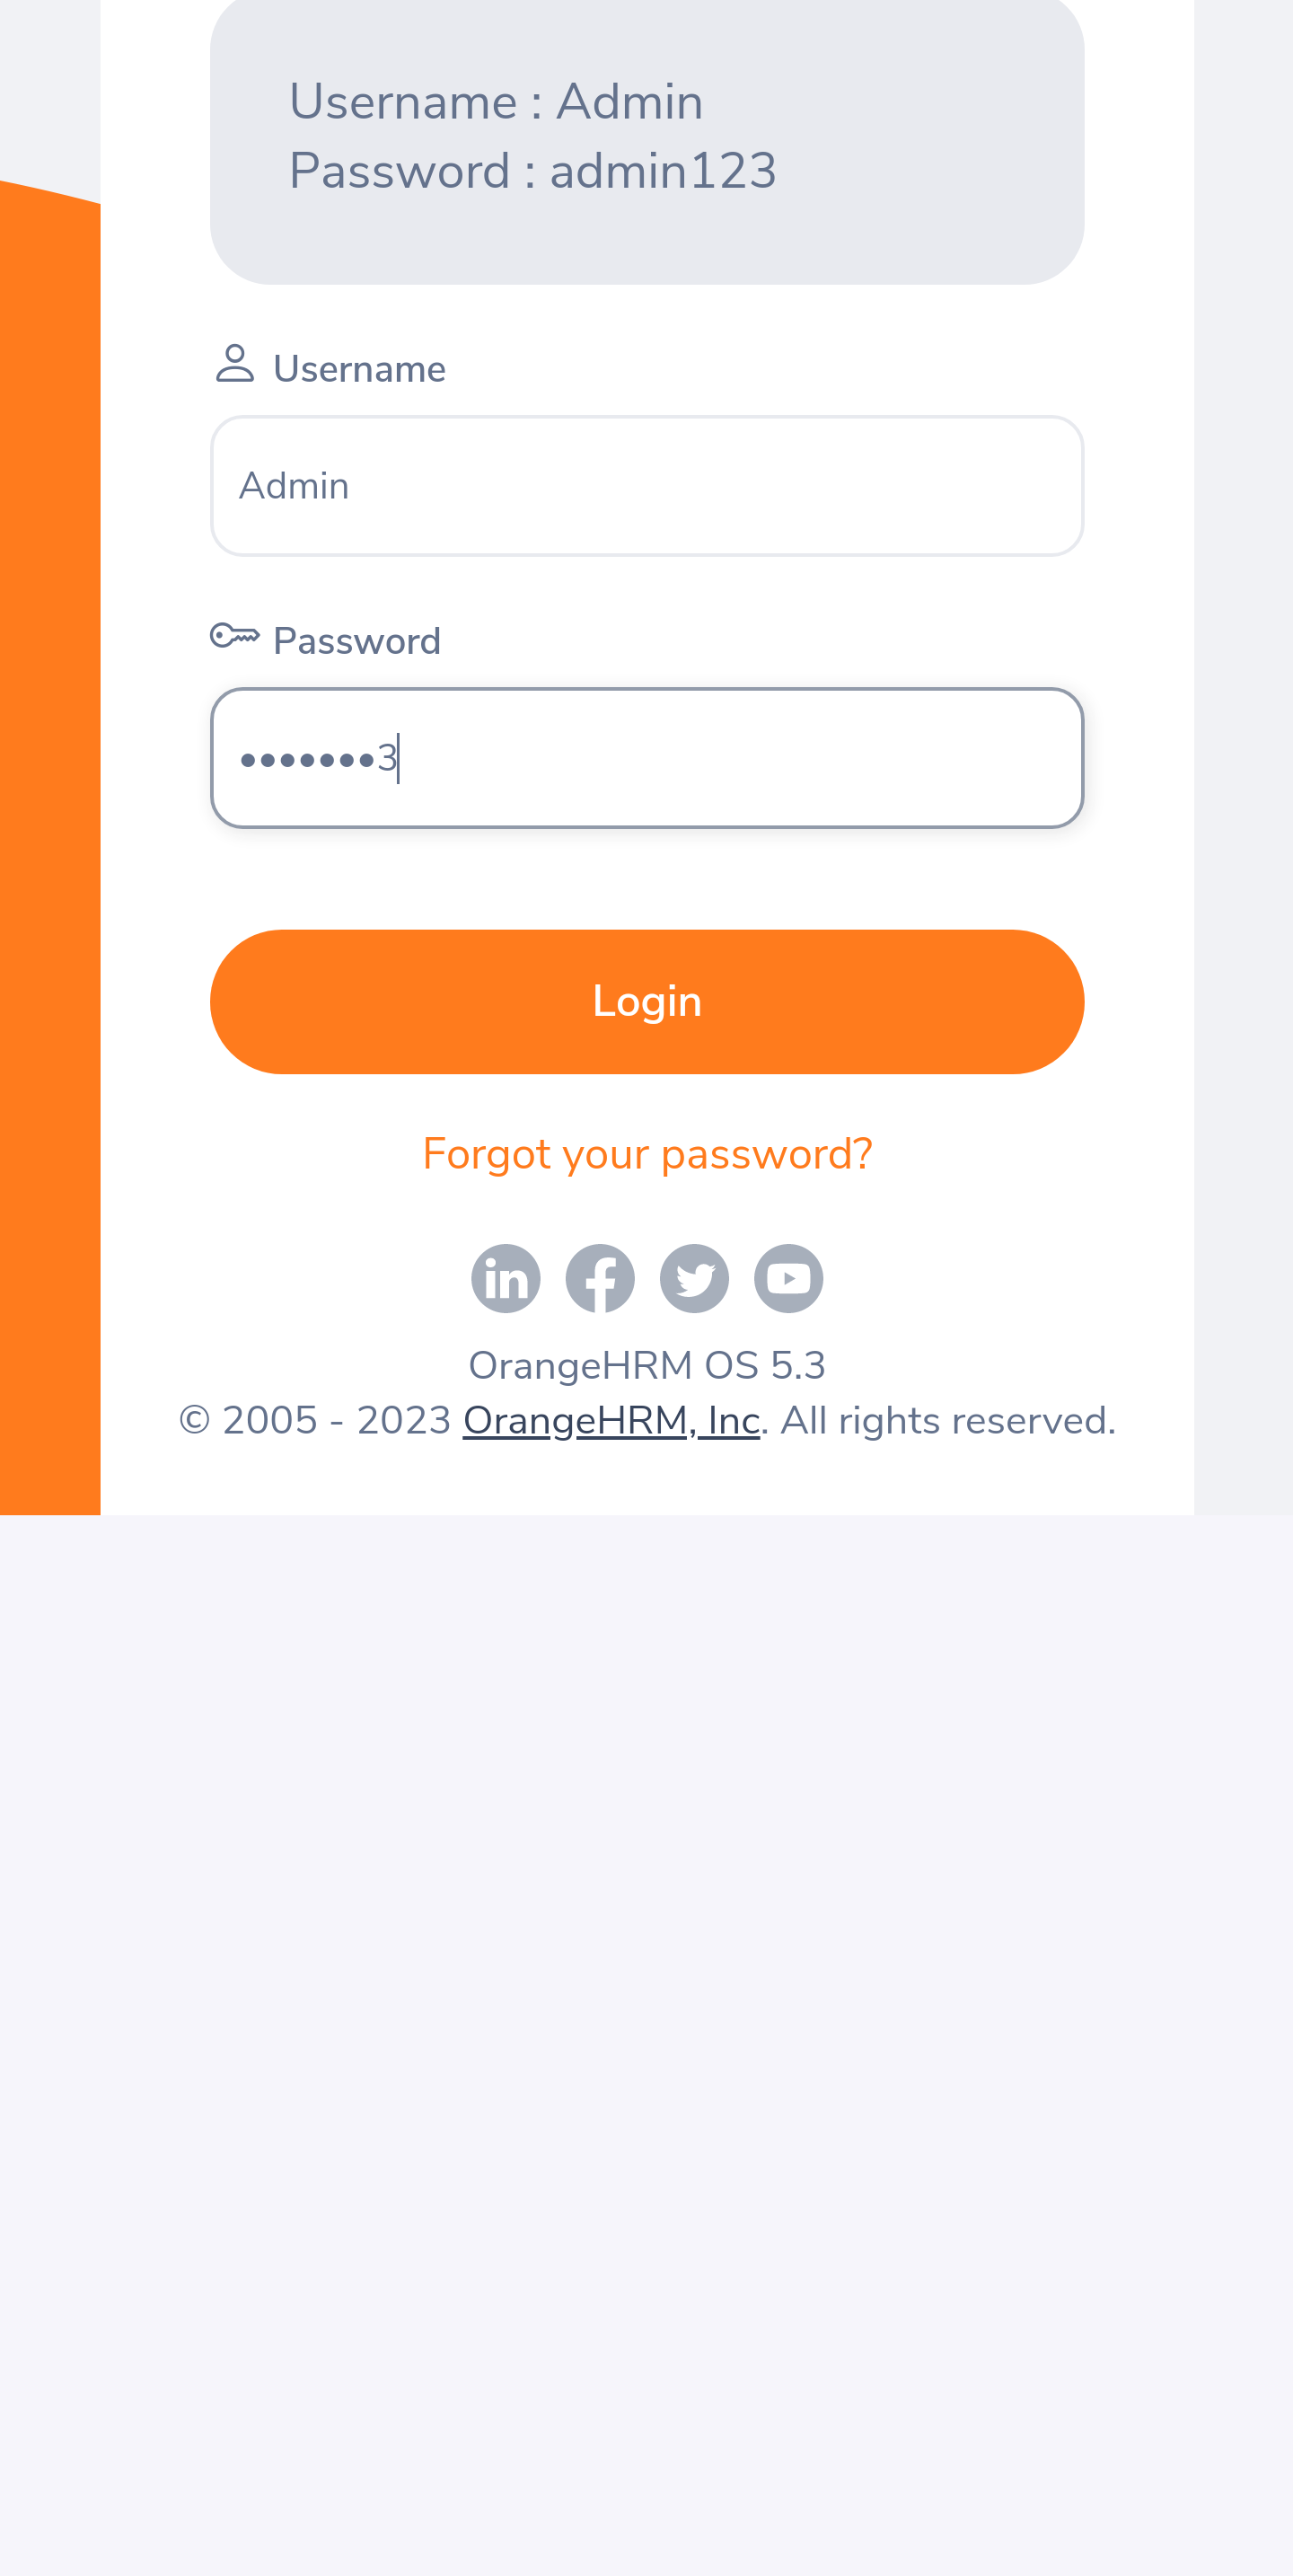 Username : Admin
Password : admin123
Username
Admin
Password
•••••••3
Login
Forgot your password?
OrangeHRM OS 5.3
© 2005 - 2023 OrangeHRM, Inc. All rights reserved.